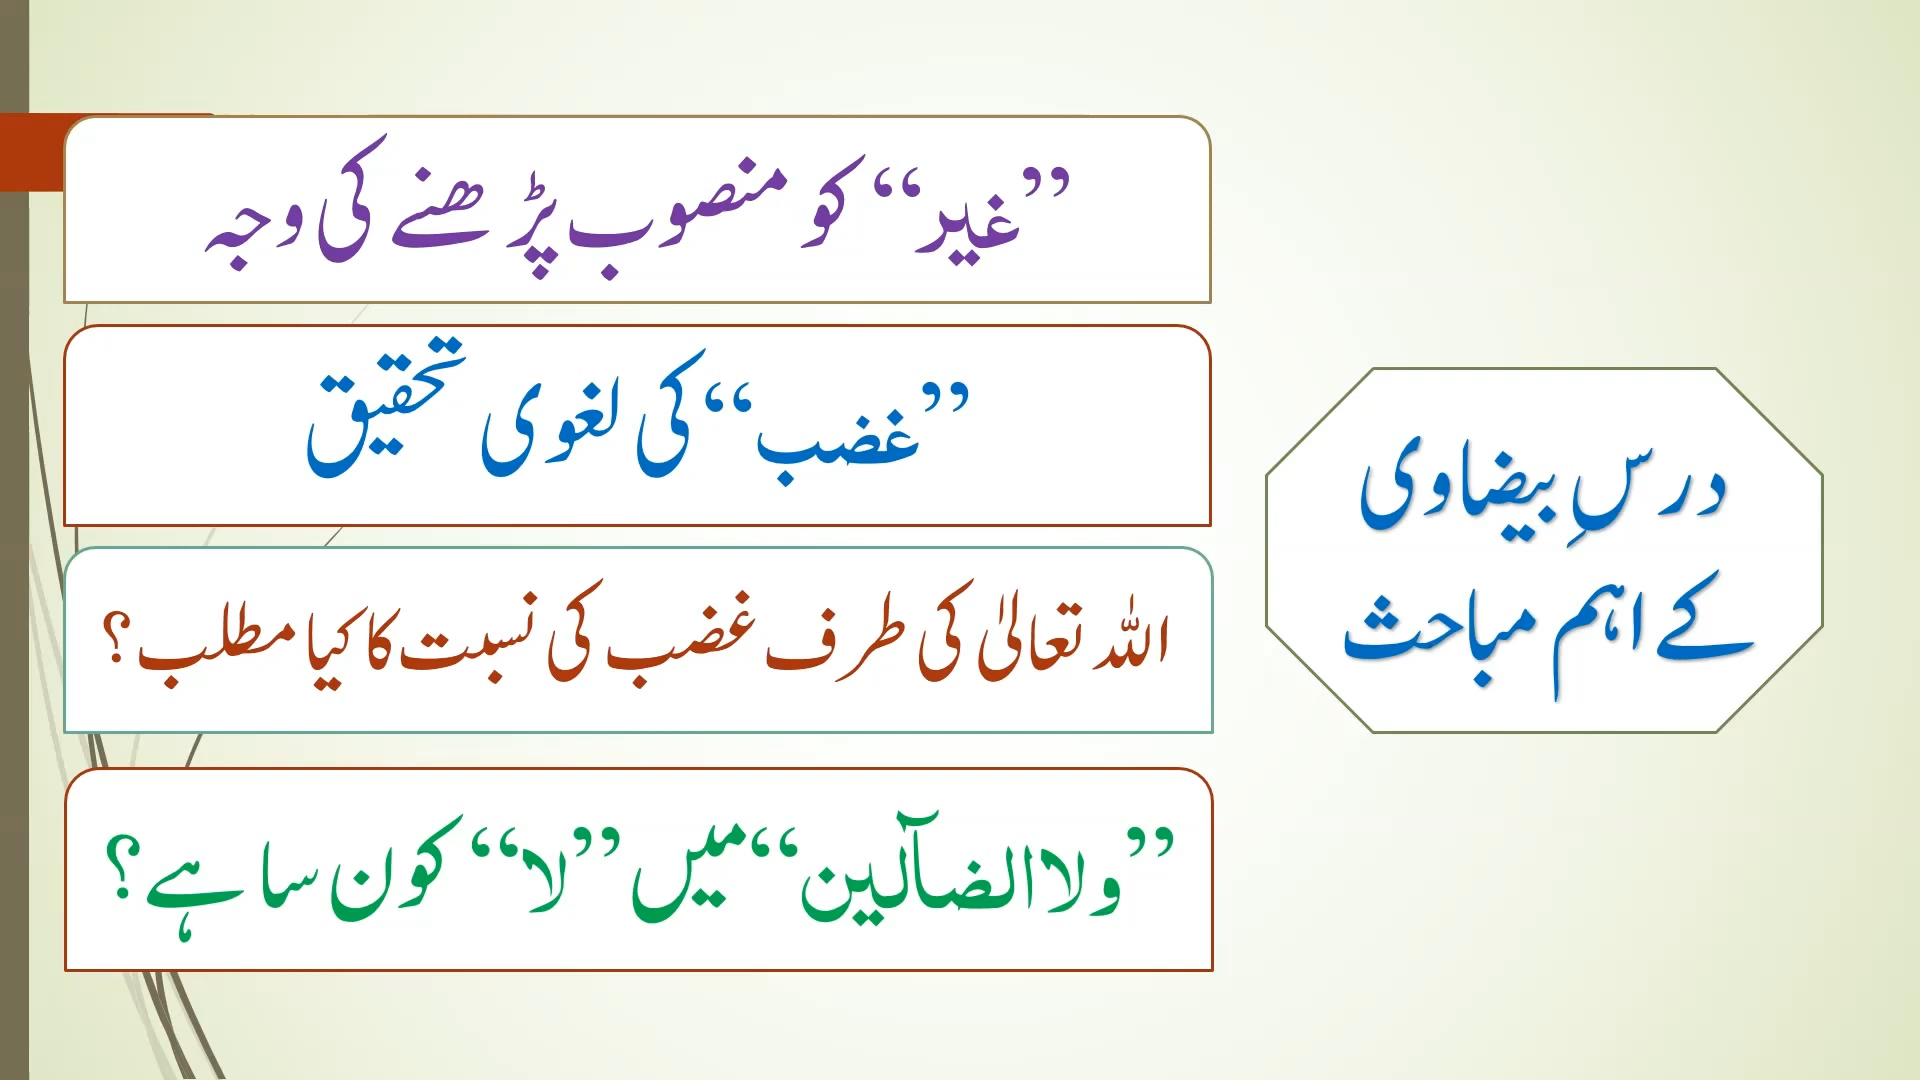 درسِ بیضاوی
کے اہم مباحث
”غیر“ کو منصوب پڑھنے کی وجہ
”غضب“ کی لغوی تحقیق
اللہ تعالیٰ کی طرف غضب کی نسبت کا کیا مطلب؟
”ولاالضآلین“ میں ”لا“ کون سا ہے؟